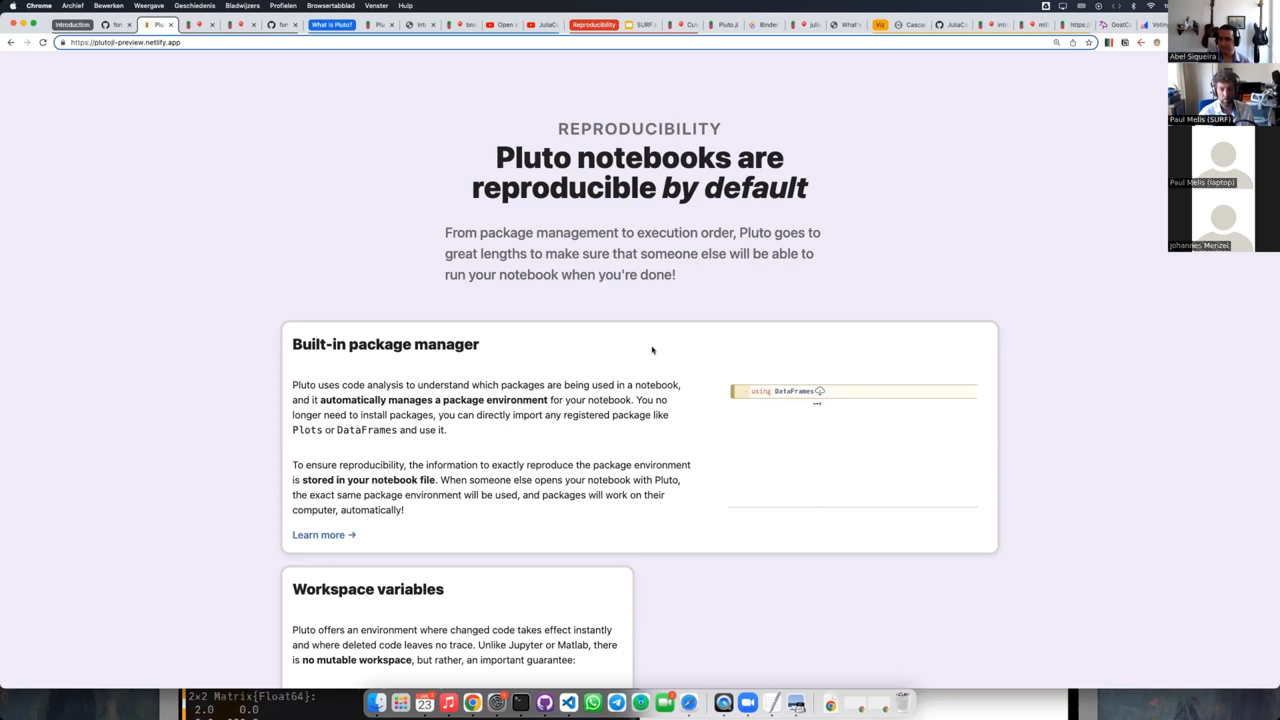 Chrome Archief Bewerken Weergave Geschiedenis Bladwijzers Profielen Browsertabblad Venster Help
Introduction What is Pluto? Reproducibility Viz
https://plutojl-preview.netlify.app
REPRODUCIBILITY
Pluto notebooks are
reproducible by default
From package management to execution order, Pluto goes to
great lengths to make sure that someone else will be able to
run your notebook when you're done!
Built-in package manager
Pluto uses code analysis to understand which packages are being used in a notebook,
and it automatically manages a package environment for your notebook. You no
longer need to install packages, you can directly import any registered package like
Plots or DataFrames and use it.
To ensure reproducibility, the information to exactly reproduce the package environment
is stored in your notebook file. When someone else opens your notebook with Pluto,
the exact same package environment will be used, and packages will work on their
computer, automatically!
Learn more →
using DataFrames
Workspace variables
Pluto offers an environment where changed code takes effect instantly
and where deleted code leaves no trace. Unlike Jupyter or Matlab, there
is no mutable workspace, but rather, an important guarantee:
Abel Siqueira
Paul Melis (SURF)
Paul Melis (laptop)
Johannes Menzel
23
2×2 Matrix{Float64}:
2.0 0.0